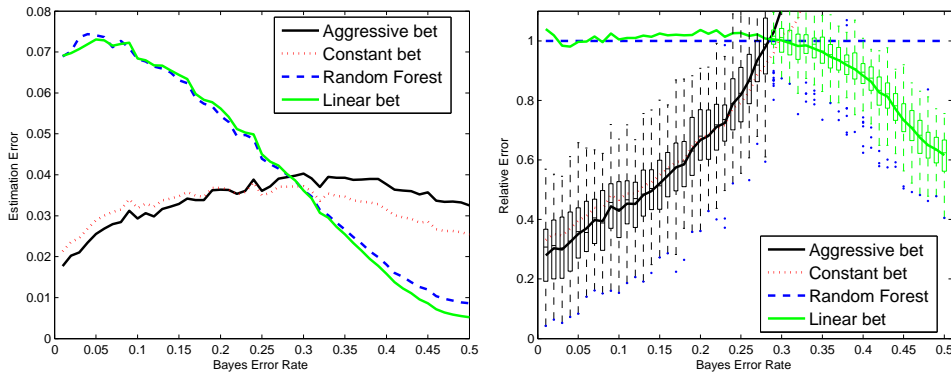 0.08
0.07
0.06
0.05
0.04
0.03
0.02
0.01
0
Estimation Error
0 0.05 0.1 0.15 0.2 0.25 0.3 0.35 0.4 0.45 0.5
Bayes Error Rate
Aggressive bet
Constant bet
Random Forest
Linear bet
1
0.8
0.6
0.4
0.2
0
Relative Error
0 0.05 0.1 0.15 0.2 0.25 0.3 0.35 0.4 0.45 0.5
Bayes Error Rate
Aggressive bet
Constant bet
Random Forest
Linear bet